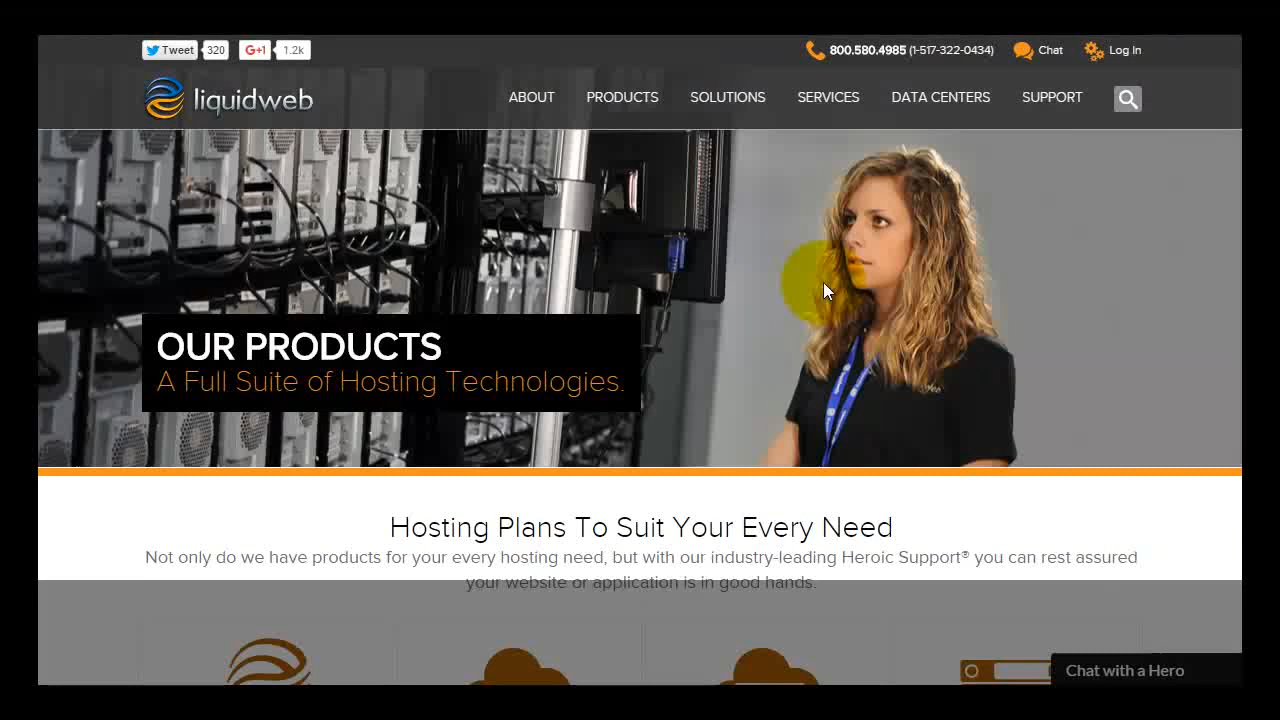 Tweet 320 G+1 1.2k 800.580.4985 (1-517-322-0434) Chat Log In
liquidweb ABOUT PRODUCTS SOLUTIONS SERVICES DATA CENTERS SUPPORT
OUR PRODUCTS
A Full Suite of Hosting Technologies.
Hosting Plans To Suit Your Every Need
Not only do we have products for your every hosting need, but with our industry-leading Heroic Support® you can rest assured
your website or application is in good hands.
Chat with a Hero